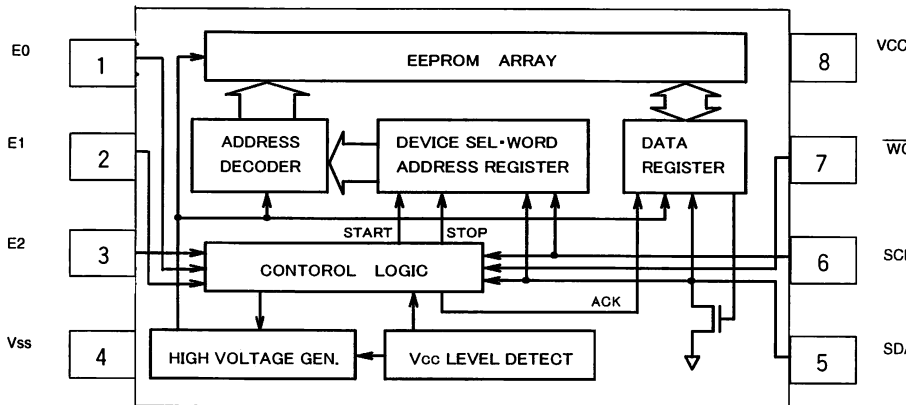 E0
1
EEPROM ARRAY
8
VCC
E1
2
ADDRESS
DECODER
DEVICE SEL·WORD
ADDRESS REGISTER
DATA
REGISTER
7
START
STOP
E2
3
CONTOROL LOGIC
6
ACK
Vss
4
HIGH VOLTAGE GEN.
Vcc LEVEL DETECT
5